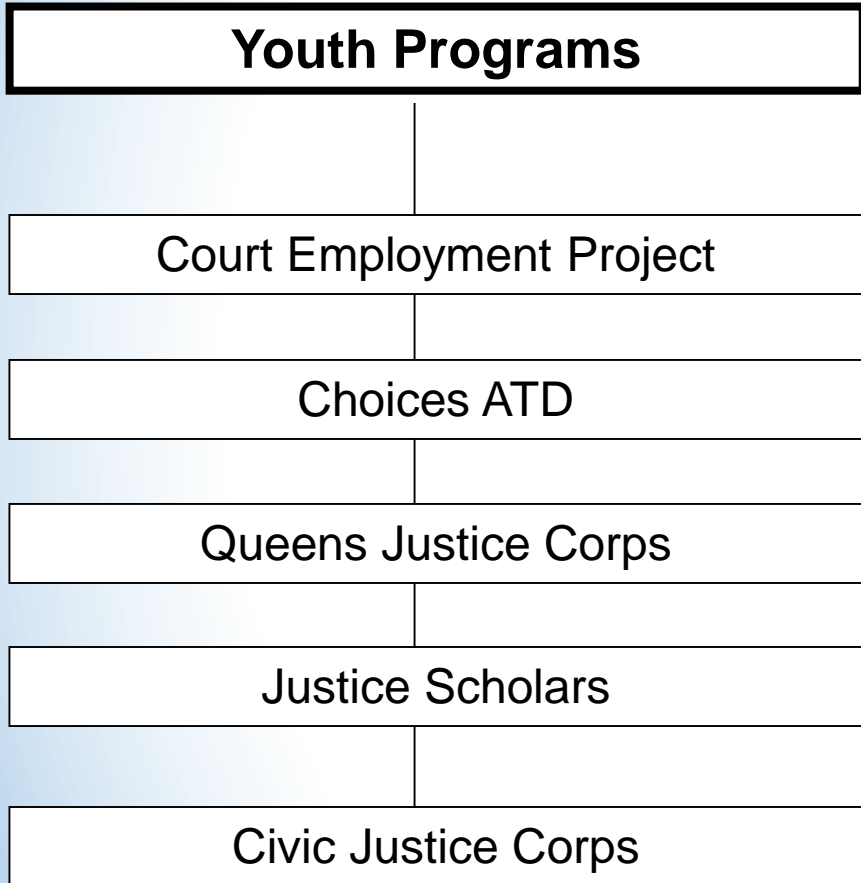 Youth Programs
Court Employment Project
Choices ATD
Queens Justice Corps
Justice Scholars
Civic Justice Corps